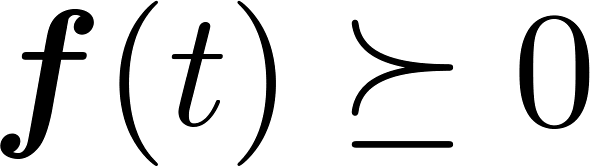 𝒇(t) ⪰ 0